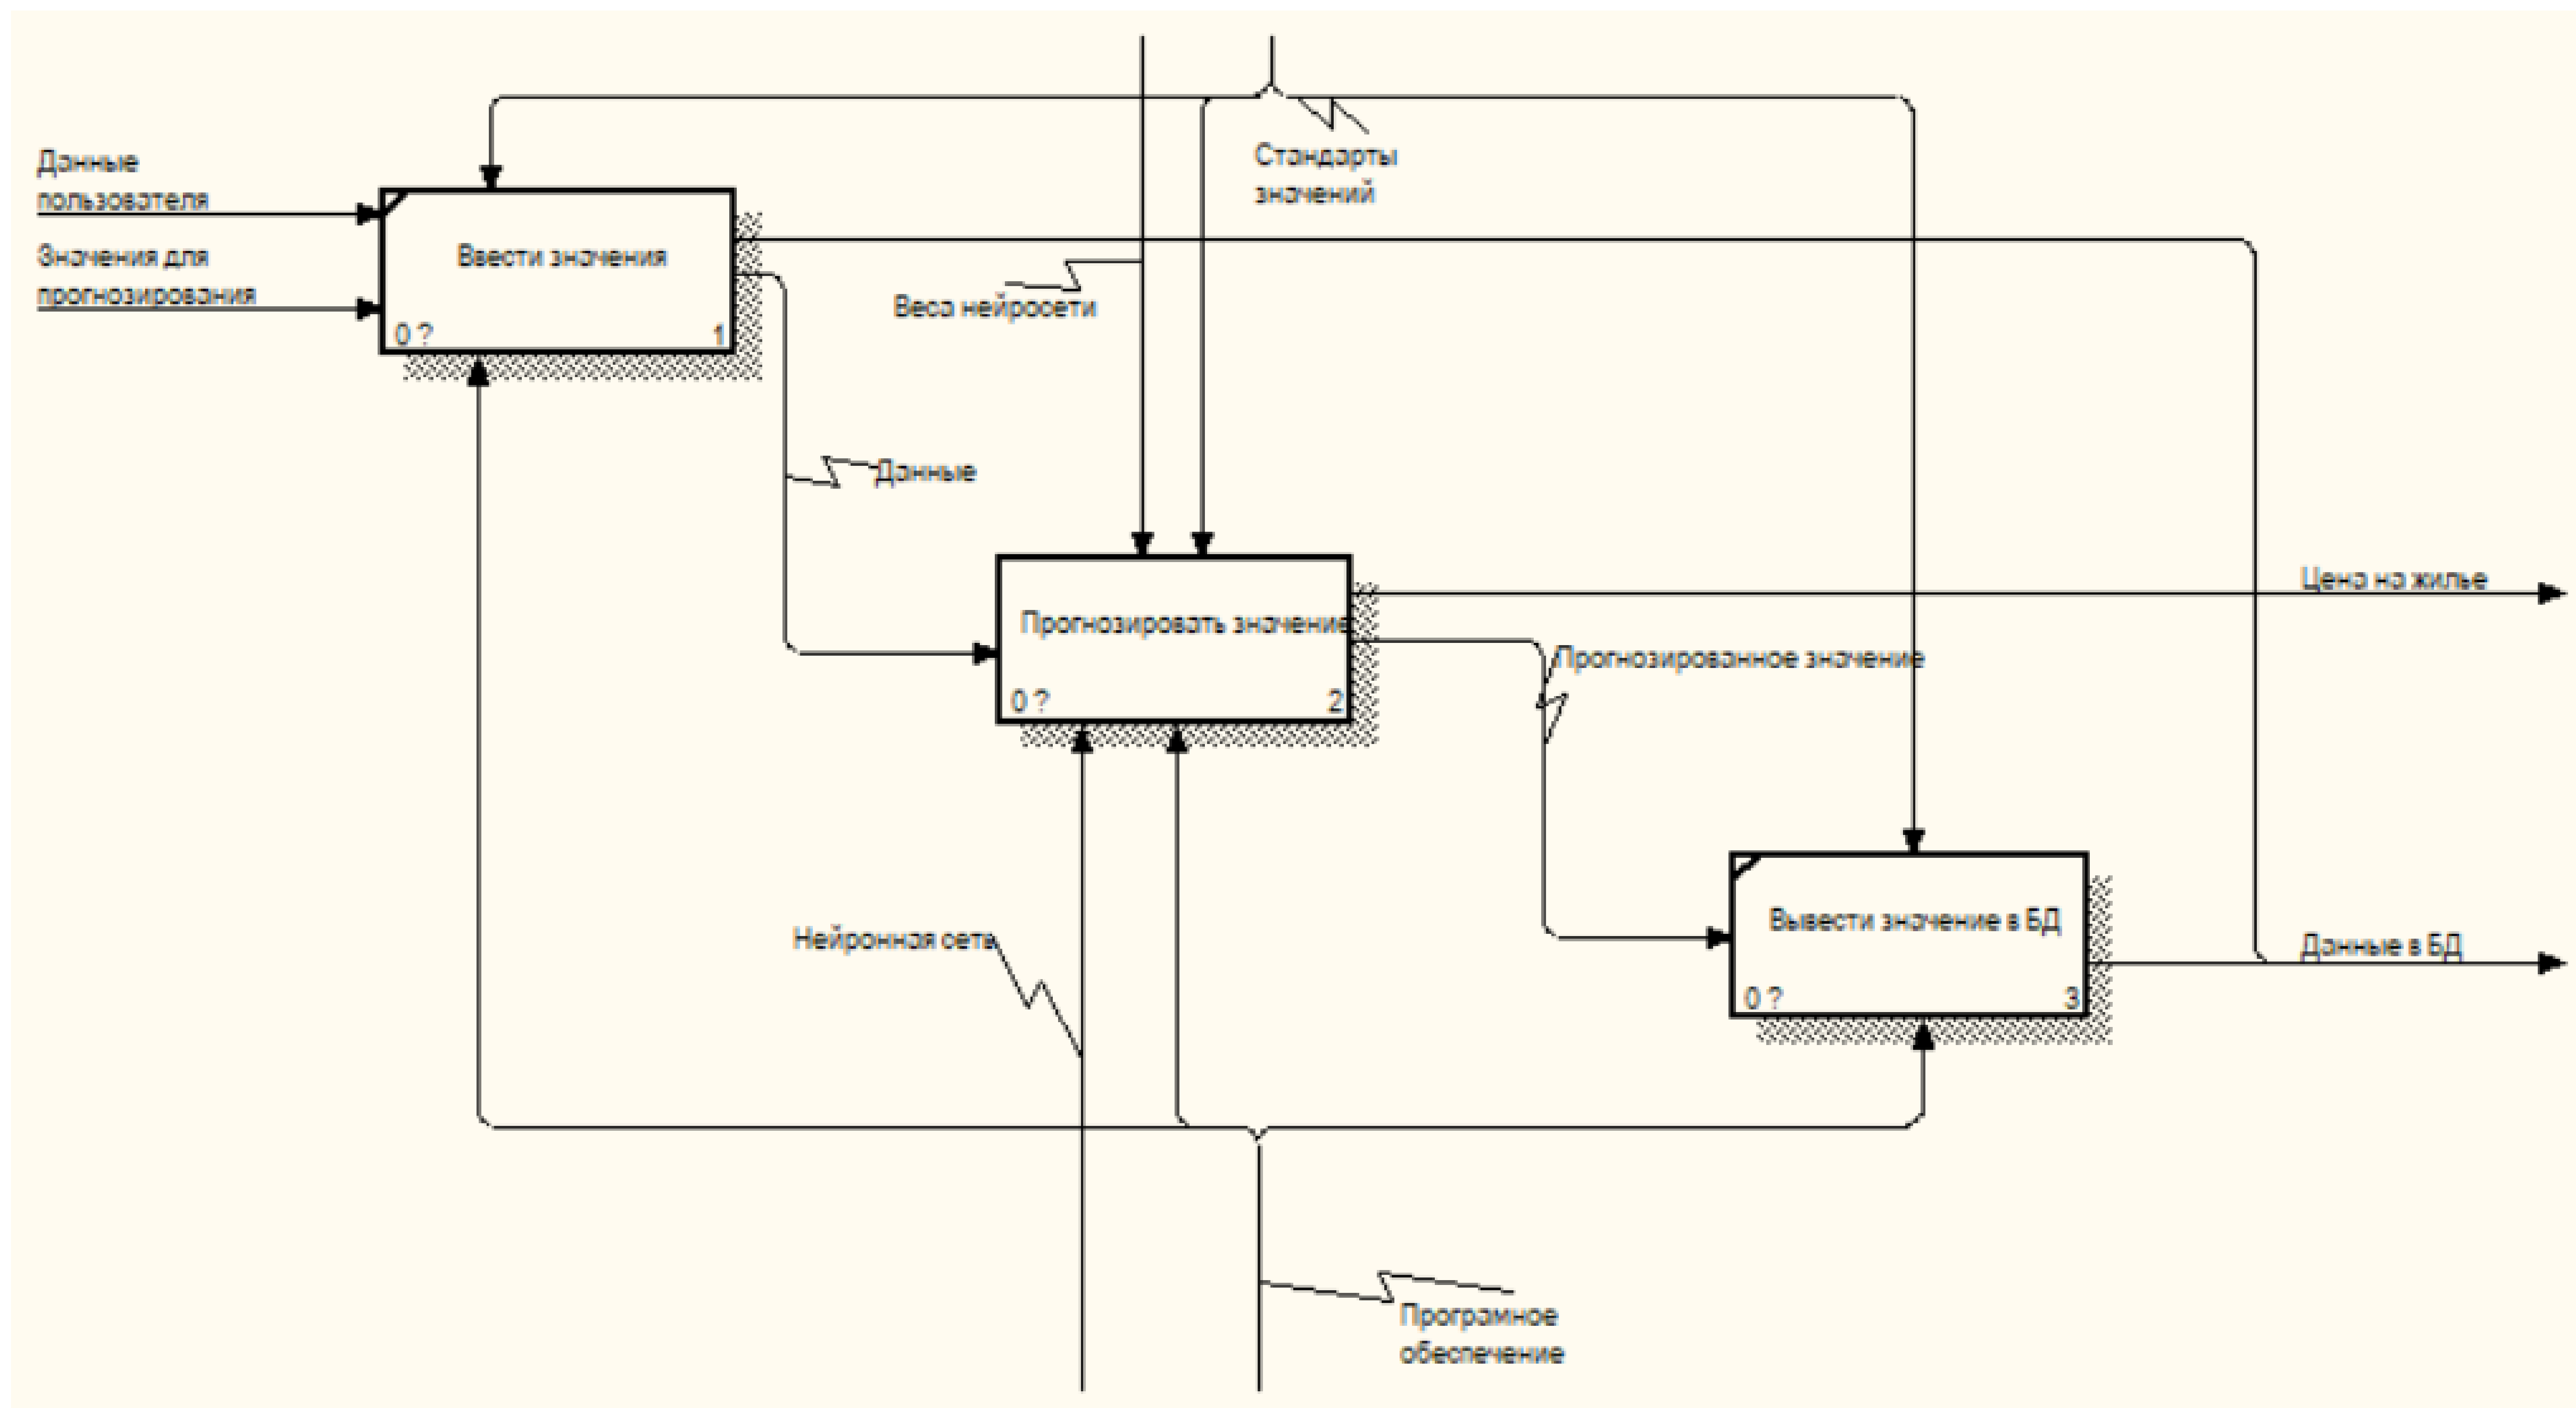 Стандарты
значений
Данные
пользователя
Значения для
прогнозирования
Ввести значения
0 ?
1
Веса нейросети
Данные
Цена на жилье
Прогнозировать значение
0 ?
2
Прогнозированное значение
Нейронная сеть
Вывести значение в БД
0 ?
3
Данные в БД
Програмное
обеспечение